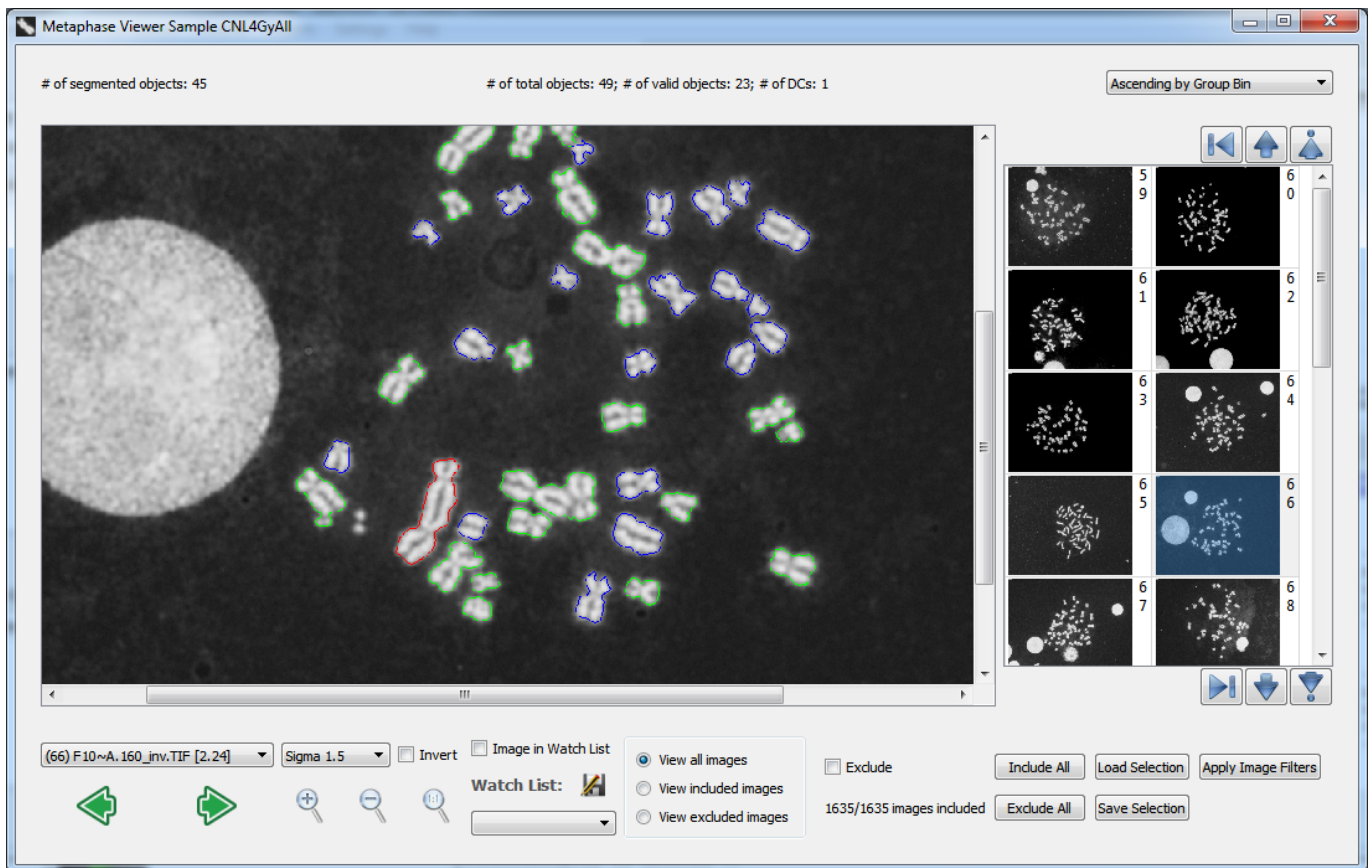 Metaphase Viewer Sample CNL4GyAll
# of segmented objects: 45
# of total objects: 49; # of valid objects: 23; # of DCs: 1
Ascending by Group Bin
59
60
61
62
63
64
65
66
67
68
(66) F10~A.160_inv.TIF [2.24]
Sigma 1.5
Invert
Image in Watch List
Watch List:
View all images
View included images
View excluded images
Exclude
1635/1635 images included
Include All
Load Selection
Apply Image Filters
Exclude All
Save Selection
1:1